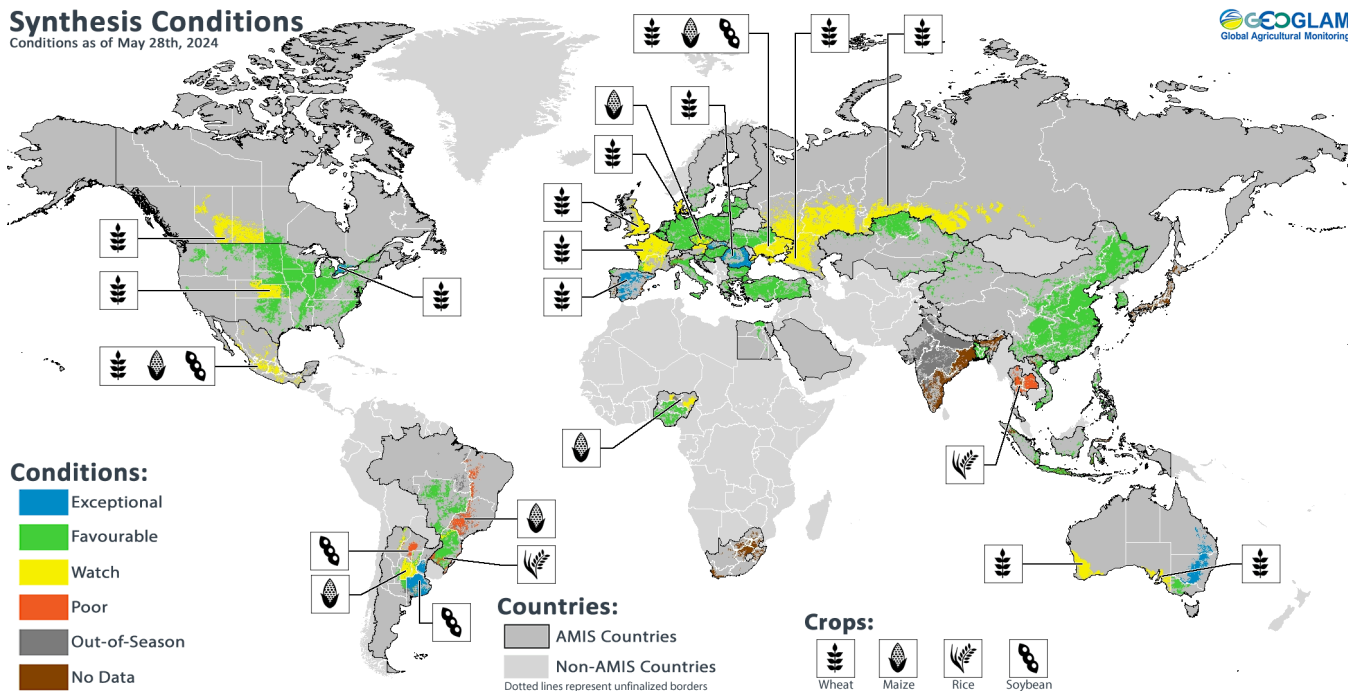 Synthesis Conditions
Conditions as of May 28th, 2024
GEOGLAM
Global Agricultural Monitoring
Conditions:
Exceptional
Favourable
Watch
Poor
Out-of-Season
No Data
Countries:
AMIS Countries
Non-AMIS Countries
Dotted lines represent unfinalized borders
Crops:
Wheat
Maize
Rice
Soybean